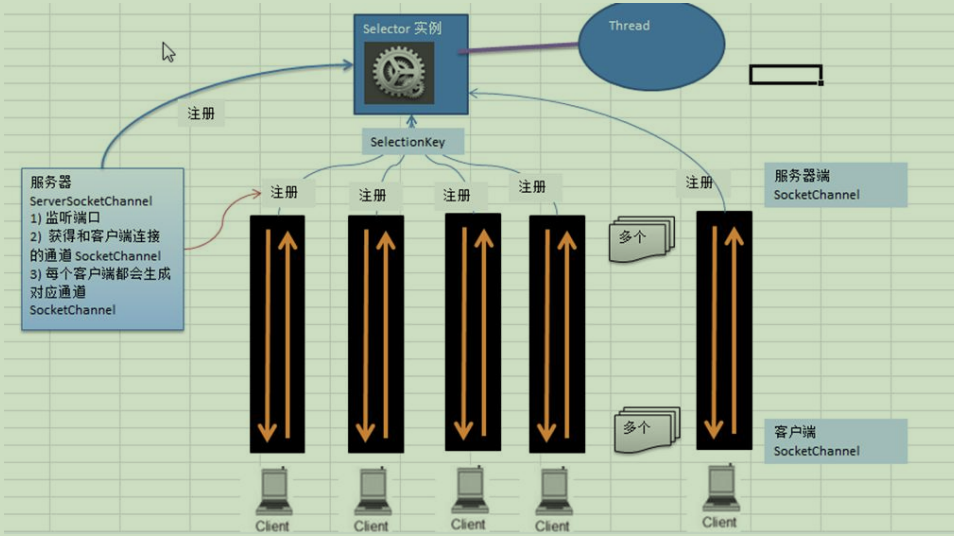 Selector 实例
Thread
注册
SelectionKey
服务器
ServerSocketChannel
1) 监听端口
2) 获得和客户端连接
的通道 SocketChannel
3) 每个客户端都会生成
对应通道
SocketChannel
注册
注册
注册
注册
注册
服务器端
SocketChannel
多个
多个
客户端
SocketChannel
Client
Client
Client
Client
Client